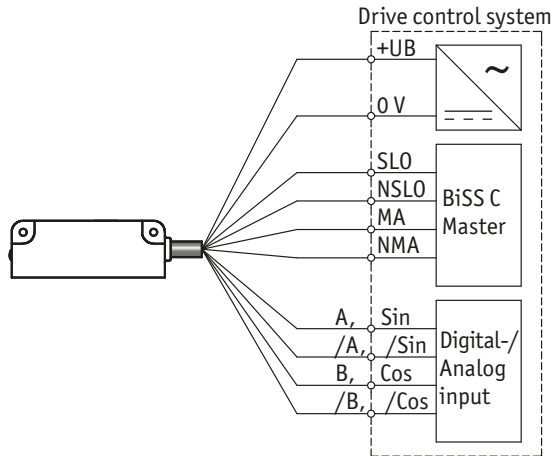 Drive control system
+UB
~
0 V
SLO
NSLO
MA
NMA
BiSS C
Master
A, Sin
/A, /Sin
B, Cos
/B, /Cos
Digital-/
Analog
input